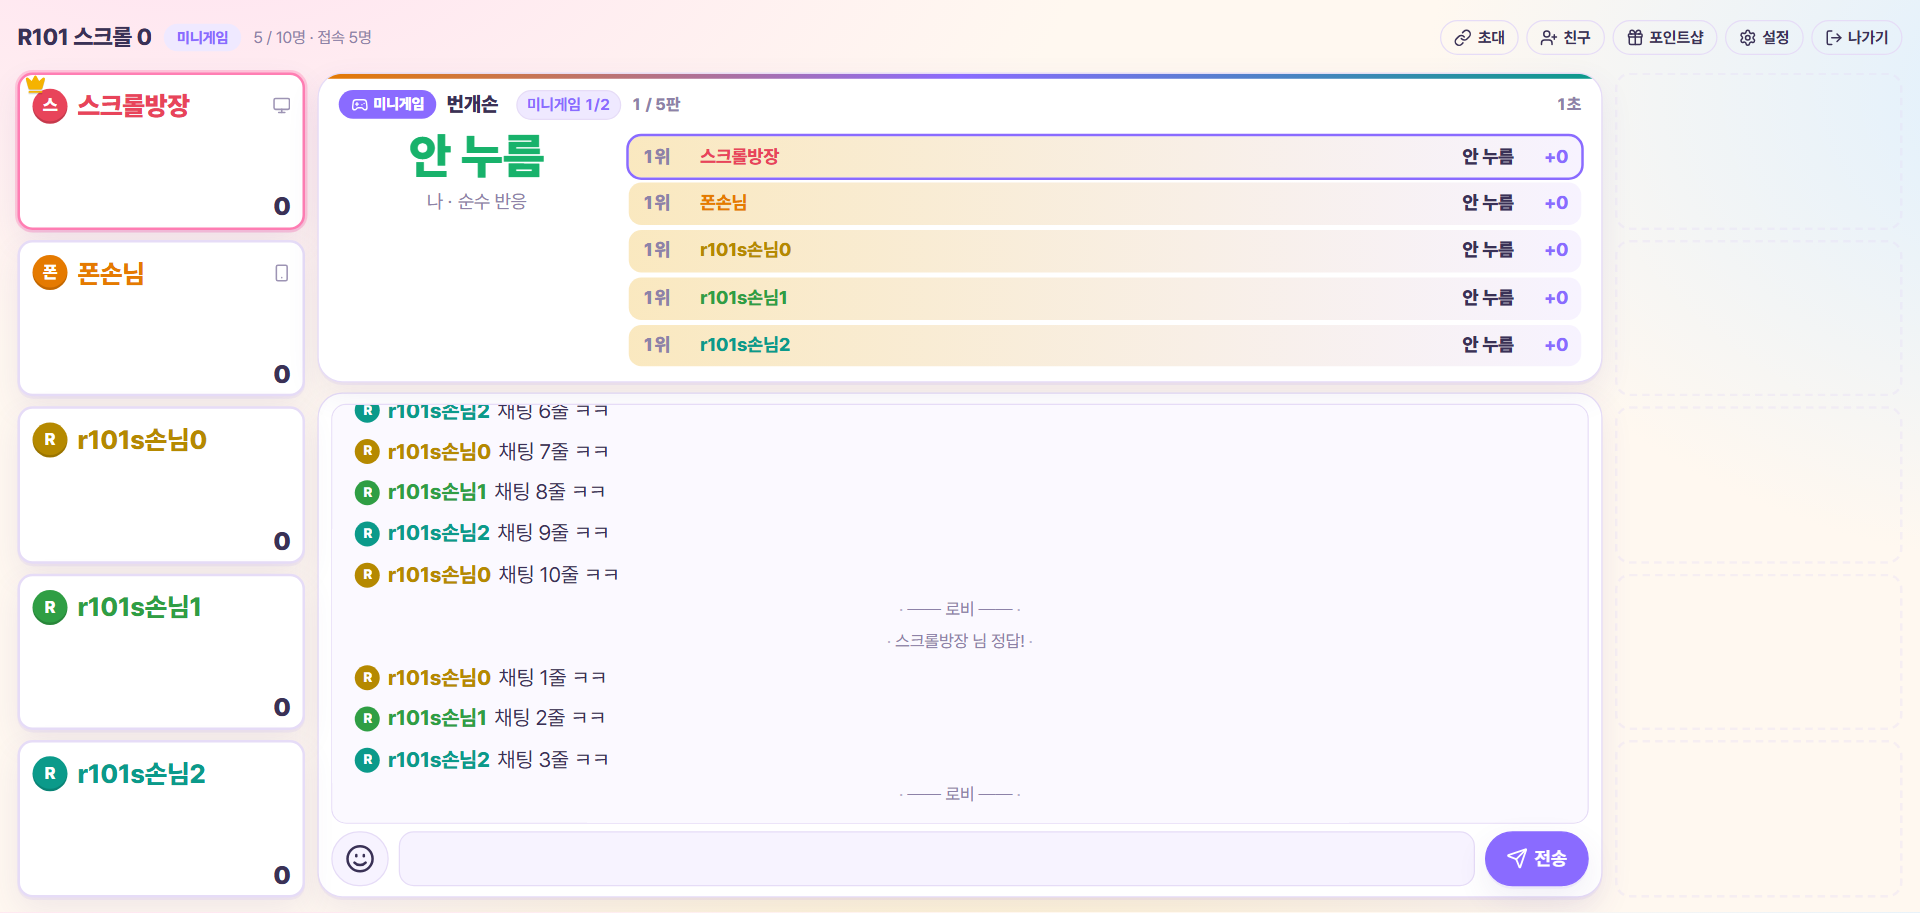 R101 스크롤 0 미니게임 5 / 10명 · 접속 5명 초대 친구 포인트샵 설정 나가기
스 스크롤방장
0
폰 폰손님
0
R r101s손님0
0
R r101s손님1
0
R r101s손님2
0
미니게임 번개손 미니게임 1/2 1 / 5판 1초
안 누름
나 · 순수 반응
1위 스크롤방장 안 누름 +0
1위 폰손님 안 누름 +0
1위 r101s손님0 안 누름 +0
1위 r101s손님1 안 누름 +0
1위 r101s손님2 안 누름 +0
R r101s손님2 채팅 6줄 ㅋㅋ
R r101s손님0 채팅 7줄 ㅋㅋ
R r101s손님1 채팅 8줄 ㅋㅋ
R r101s손님2 채팅 9줄 ㅋㅋ
R r101s손님0 채팅 10줄 ㅋㅋ
· ─── 로비 ─── ·
· 스크롤방장 님 정답! ·
R r101s손님0 채팅 1줄 ㅋㅋ
R r101s손님1 채팅 2줄 ㅋㅋ
R r101s손님2 채팅 3줄 ㅋㅋ
· ─── 로비 ─── ·
전송